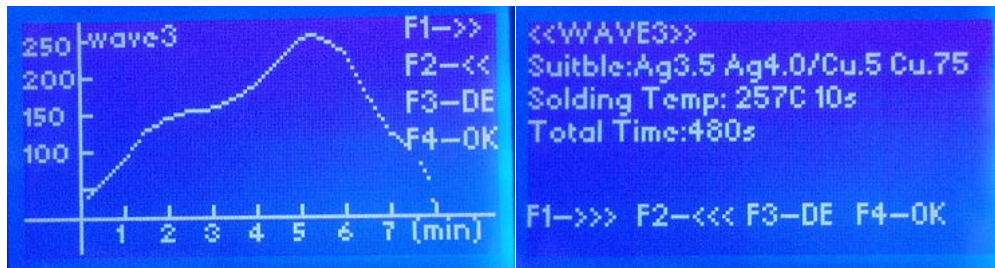 wave3
F1->>
F2-<<
F3-DE
F4-OK
250
200
150
100
1 2 3 4 5 6 7 (min)
<<WAVE3>>
Suitble:Ag3.5 Ag4.0/Cu.5 Cu.75
Solding Temp: 257C 10s
Total Time:480s
F1->>> F2-<<< F3-DE F4-OK